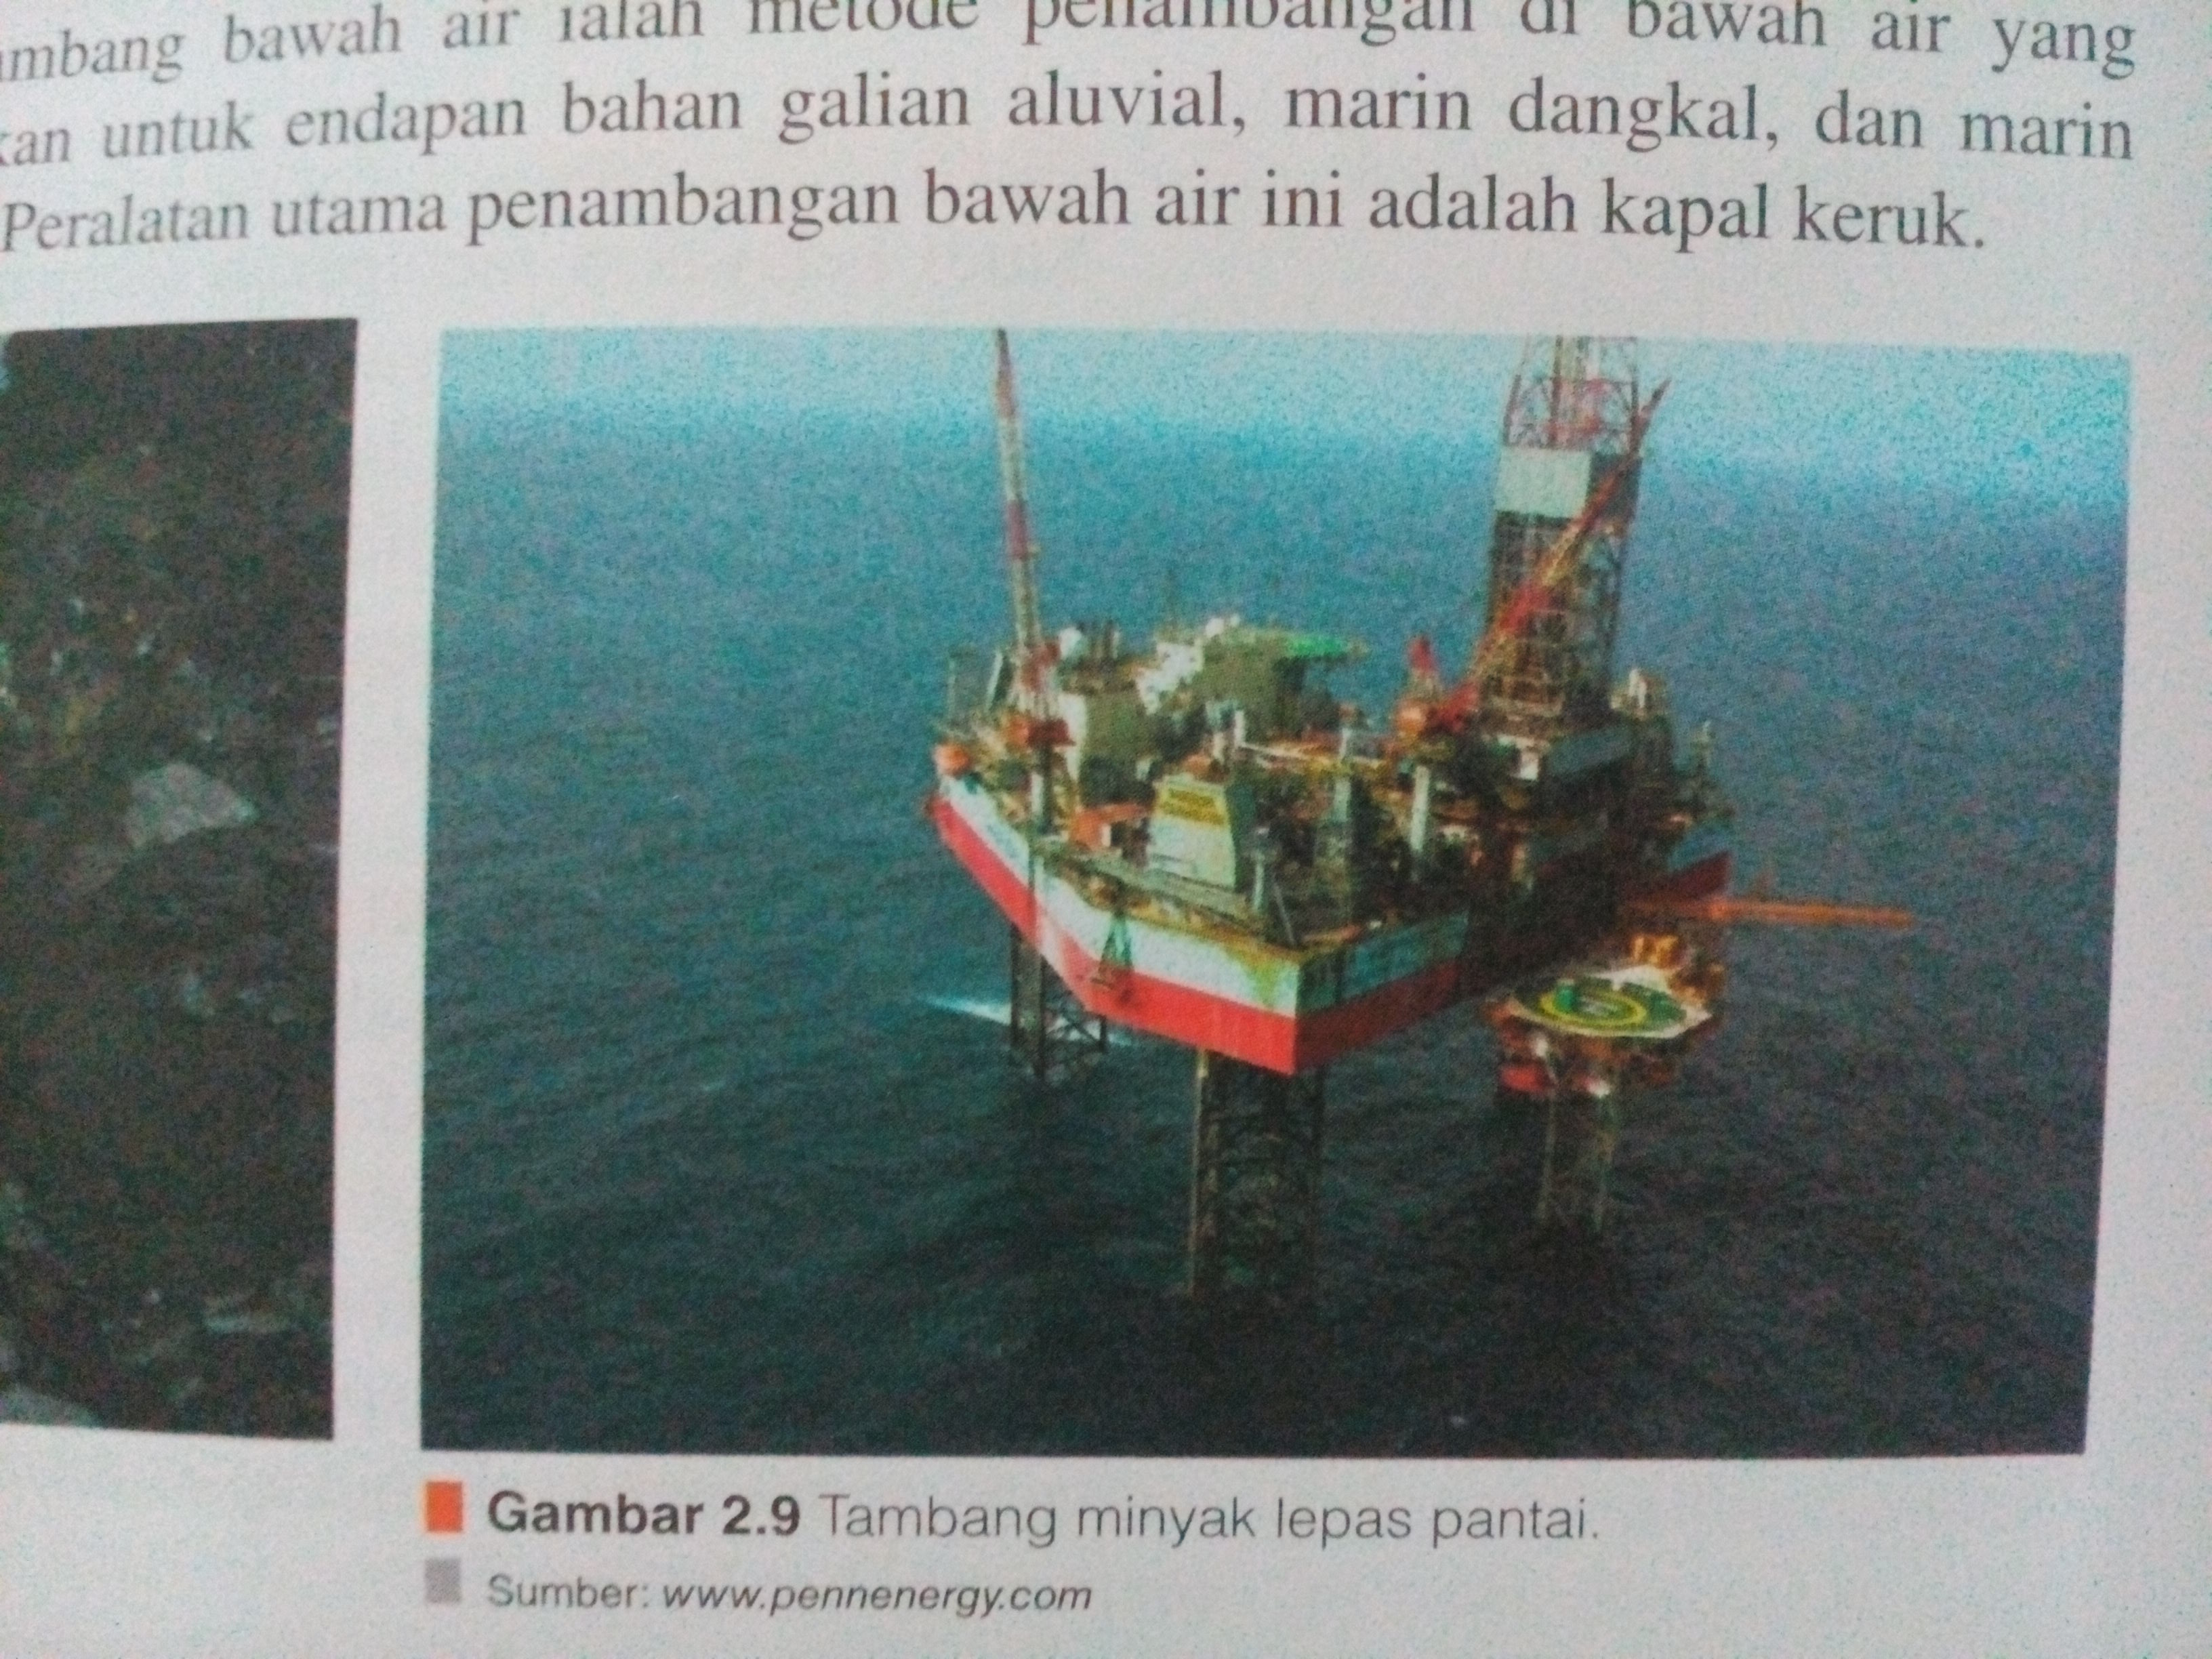 bawah air ialah metode penambangan di bawah air yang
untuk endapan bahan galian aluvial, marin dangkal, dan marin
Peralatan utama penambangan bawah air ini adalah kapal keruk.
Gambar 2.9 Tambang minyak lepas pantai.
Sumber: www.pennenergy.com